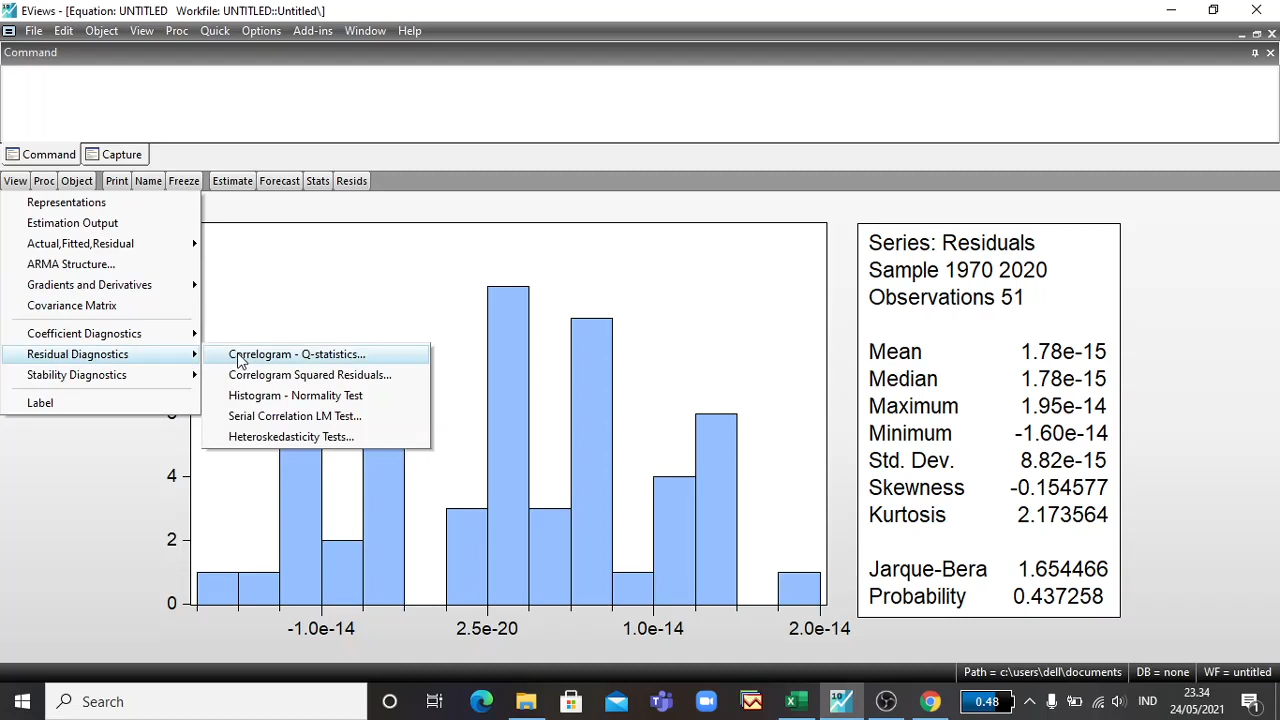 EViews - [Equation: UNTITLED   Workfile: UNTITLED::Untitled\]
File Edit Object View Proc Quick Options Add-ins Window Help
Command
Command Capture
View Proc Object Print Name Freeze Estimate Forecast Stats Resids
Representations
Estimation Output
Actual,Fitted,Residual
ARMA Structure...
Gradients and Derivatives
Covariance Matrix
Coefficient Diagnostics
Residual Diagnostics
Stability Diagnostics
Label
Correlogram - Q-statistics...
Correlogram Squared Residuals...
Histogram - Normality Test
Serial Correlation LM Test...
Heteroskedasticity Tests...
4
2
0
-1.0e-14 2.5e-20 1.0e-14 2.0e-14
Series: Residuals
Sample 1970 2020
Observations 51
Mean 1.78e-15
Median 1.78e-15
Maximum 1.95e-14
Minimum -1.60e-14
Std. Dev. 8.82e-15
Skewness -0.154577
Kurtosis 2.173564
Jarque-Bera 1.654466
Probability 0.437258
Path = c:\users\dell\documents DB = none WF = untitled
Search
10
0.48
IND
23.34
24/05/2021
1